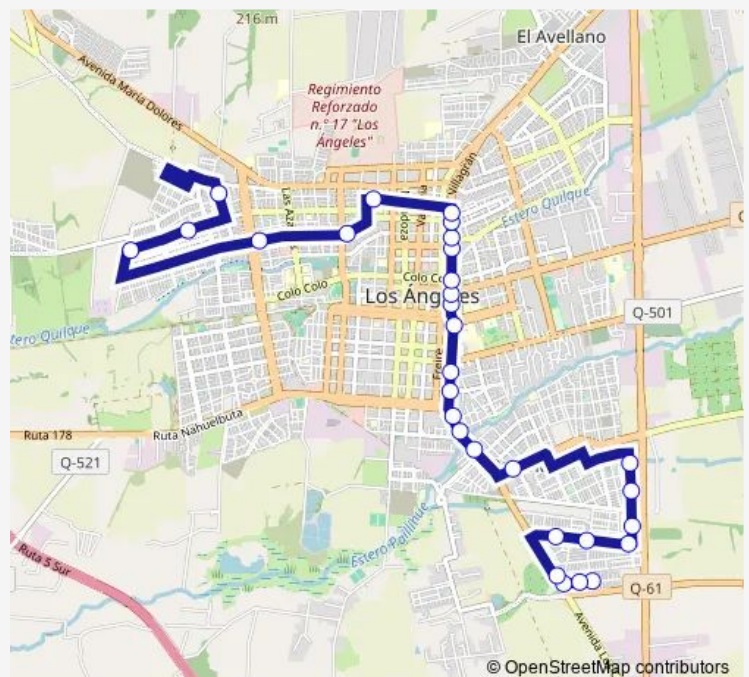 216 m
El Avellano
Avenida María Dolores
Regimiento
Reforzado
n.º 17 "Los
Ángeles"
Villagrán
Las Aza
Estero Quilque
Colo Co
Colo Colo
Los Ángeles
Q-501
Estero Quilque
Freire
Ruta 178
Ruta Nahuelbuta
Q-521
Estero Paillihue
Ruta 5 Sur
Q-61
Avenida La
© OpenStreetMap contributors